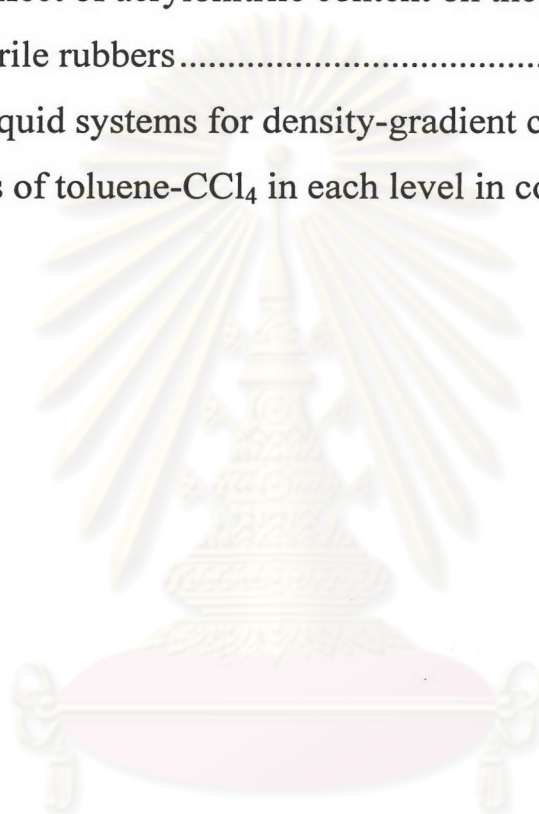 rile rubbers........................................
quid systems for density-gradient c
s of toluene-CCl4 in each level in co